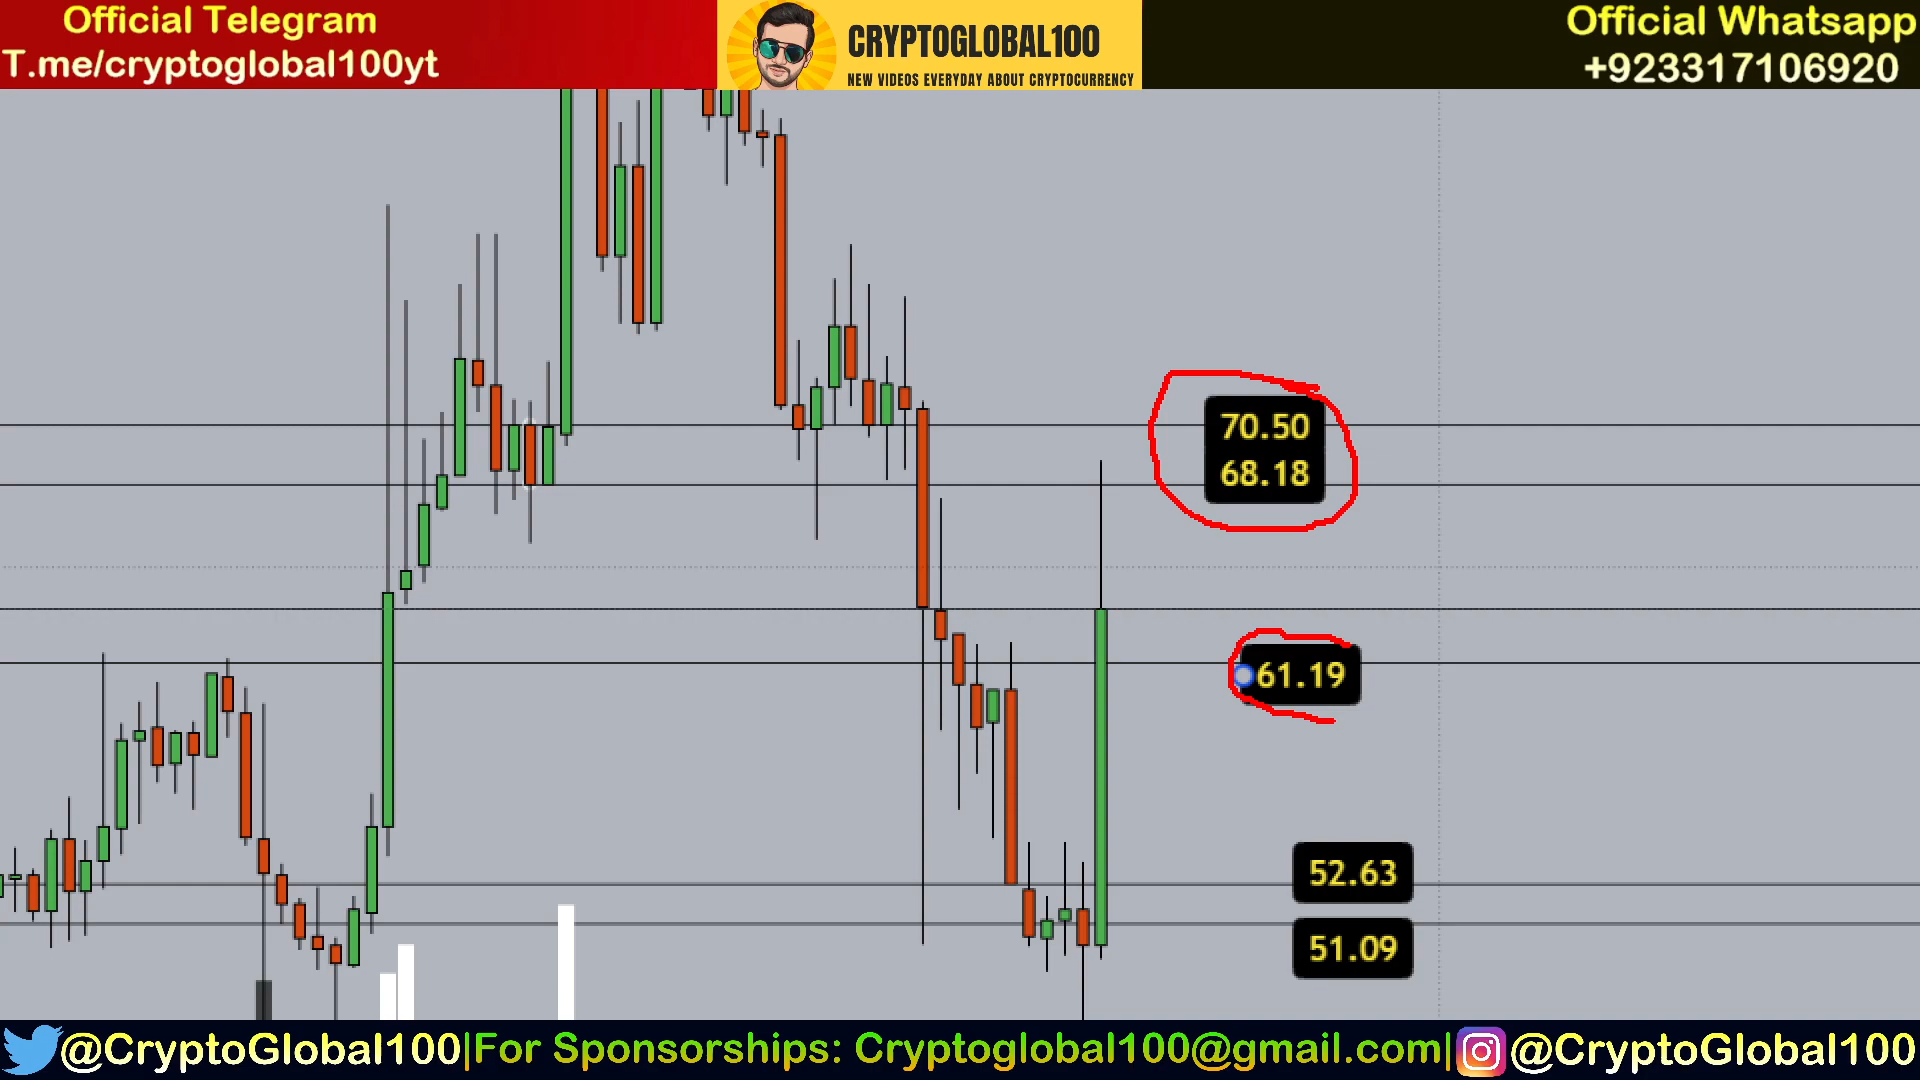 Official Telegram
T.me/cryptoglobal100yt
CRYPTOGLOBAL100
NEW VIDEOS EVERYDAY ABOUT CRYPTOCURRENCY
Official Whatsapp
+923317106920
70.50
68.18
61.19
52.63
51.09
@CryptoGlobal100|For Sponsorships: Cryptoglobal100@gmail.com|@CryptoGlobal100